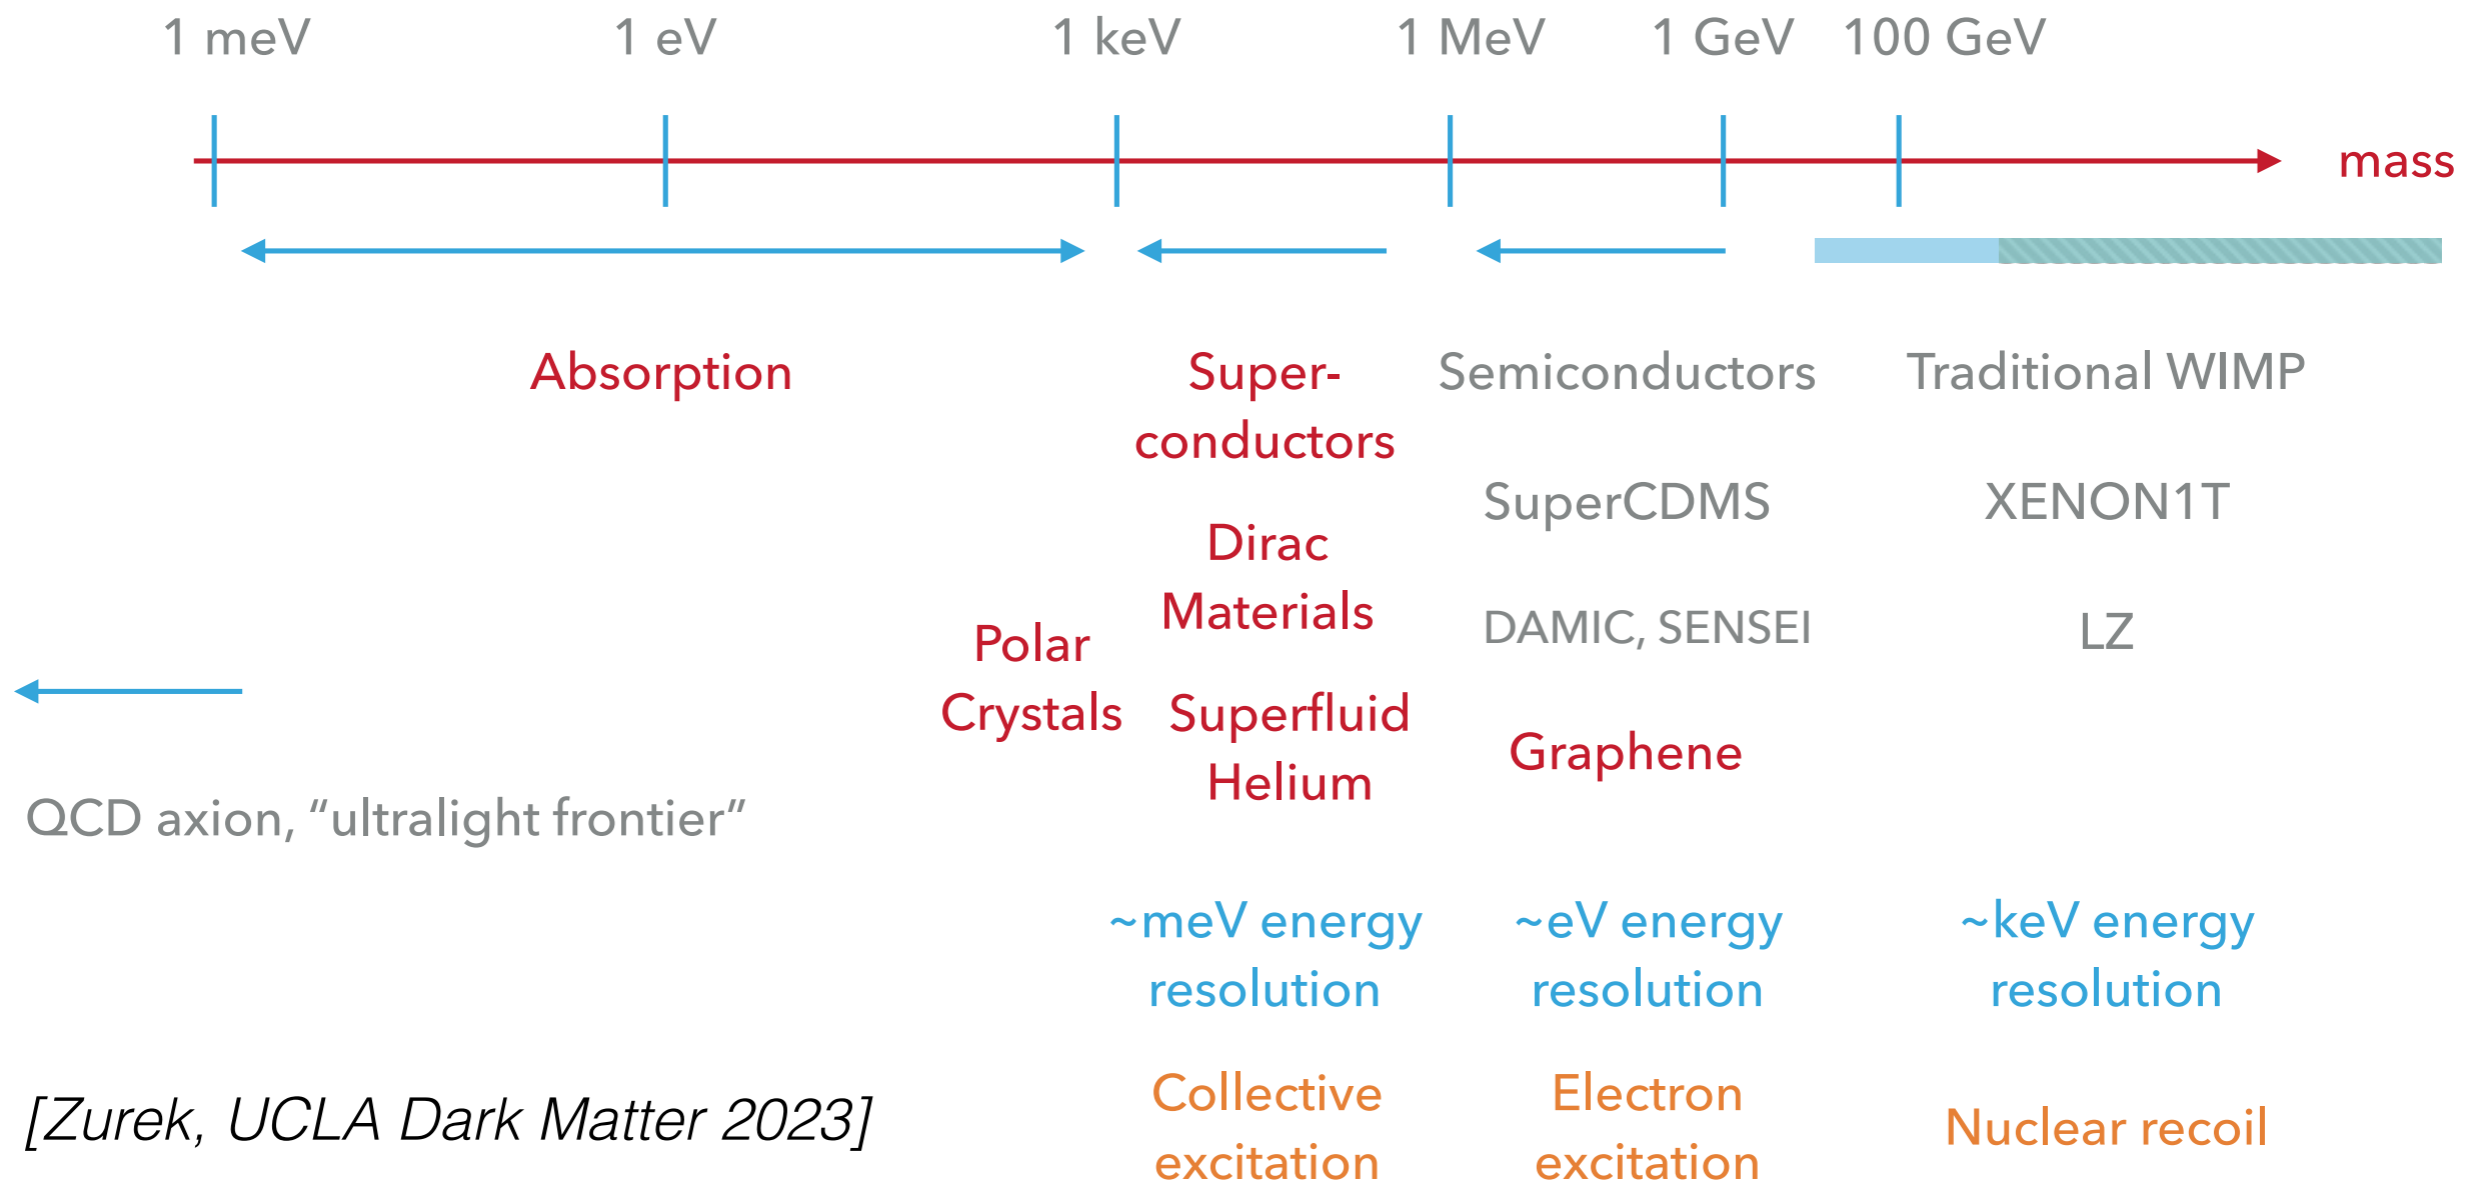 1 meV
1 eV
1 keV
1 MeV
1 GeV
100 GeV
mass
Absorption
Super-
conductors
Semiconductors
Traditional WIMP
SuperCDMS
XENON1T
Dirac
Materials
DAMIC, SENSEI
LZ
Polar
Crystals
Superfluid
Helium
Graphene
QCD axion, “ultralight frontier”
~meV energy
resolution
~eV energy
resolution
~keV energy
resolution
Collective
excitation
Electron
excitation
Nuclear recoil
[Zurek, UCLA Dark Matter 2023]